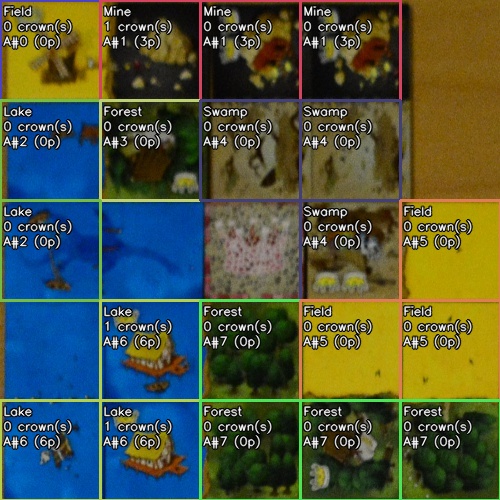 Field
0 crown(s)
A#0 (0p)
Mine
1 crown(s)
A#1 (3p)
Mine
0 crown(s)
A#1 (3p)
Mine
0 crown(s)
A#1 (3p)
Lake
0 crown(s)
A#2 (0p)
Forest
0 crown(s)
A#3 (0p)
Swamp
0 crown(s)
A#4 (0p)
Swamp
0 crown(s)
A#4 (0p)
Lake
0 crown(s)
A#2 (0p)
Swamp
0 crown(s)
A#4 (0p)
Field
0 crown(s)
A#5 (0p)
Lake
1 crown(s)
A#6 (6p)
Forest
0 crown(s)
A#7 (0p)
Field
0 crown(s)
A#5 (0p)
Field
0 crown(s)
A#5 (0p)
Lake
0 crown(s)
A#6 (6p)
Lake
1 crown(s)
A#6 (6p)
Forest
0 crown(s)
A#7 (0p)
Forest
0 crown(s)
A#7 (0p)
Forest
0 crown(s)
A#7 (0p)